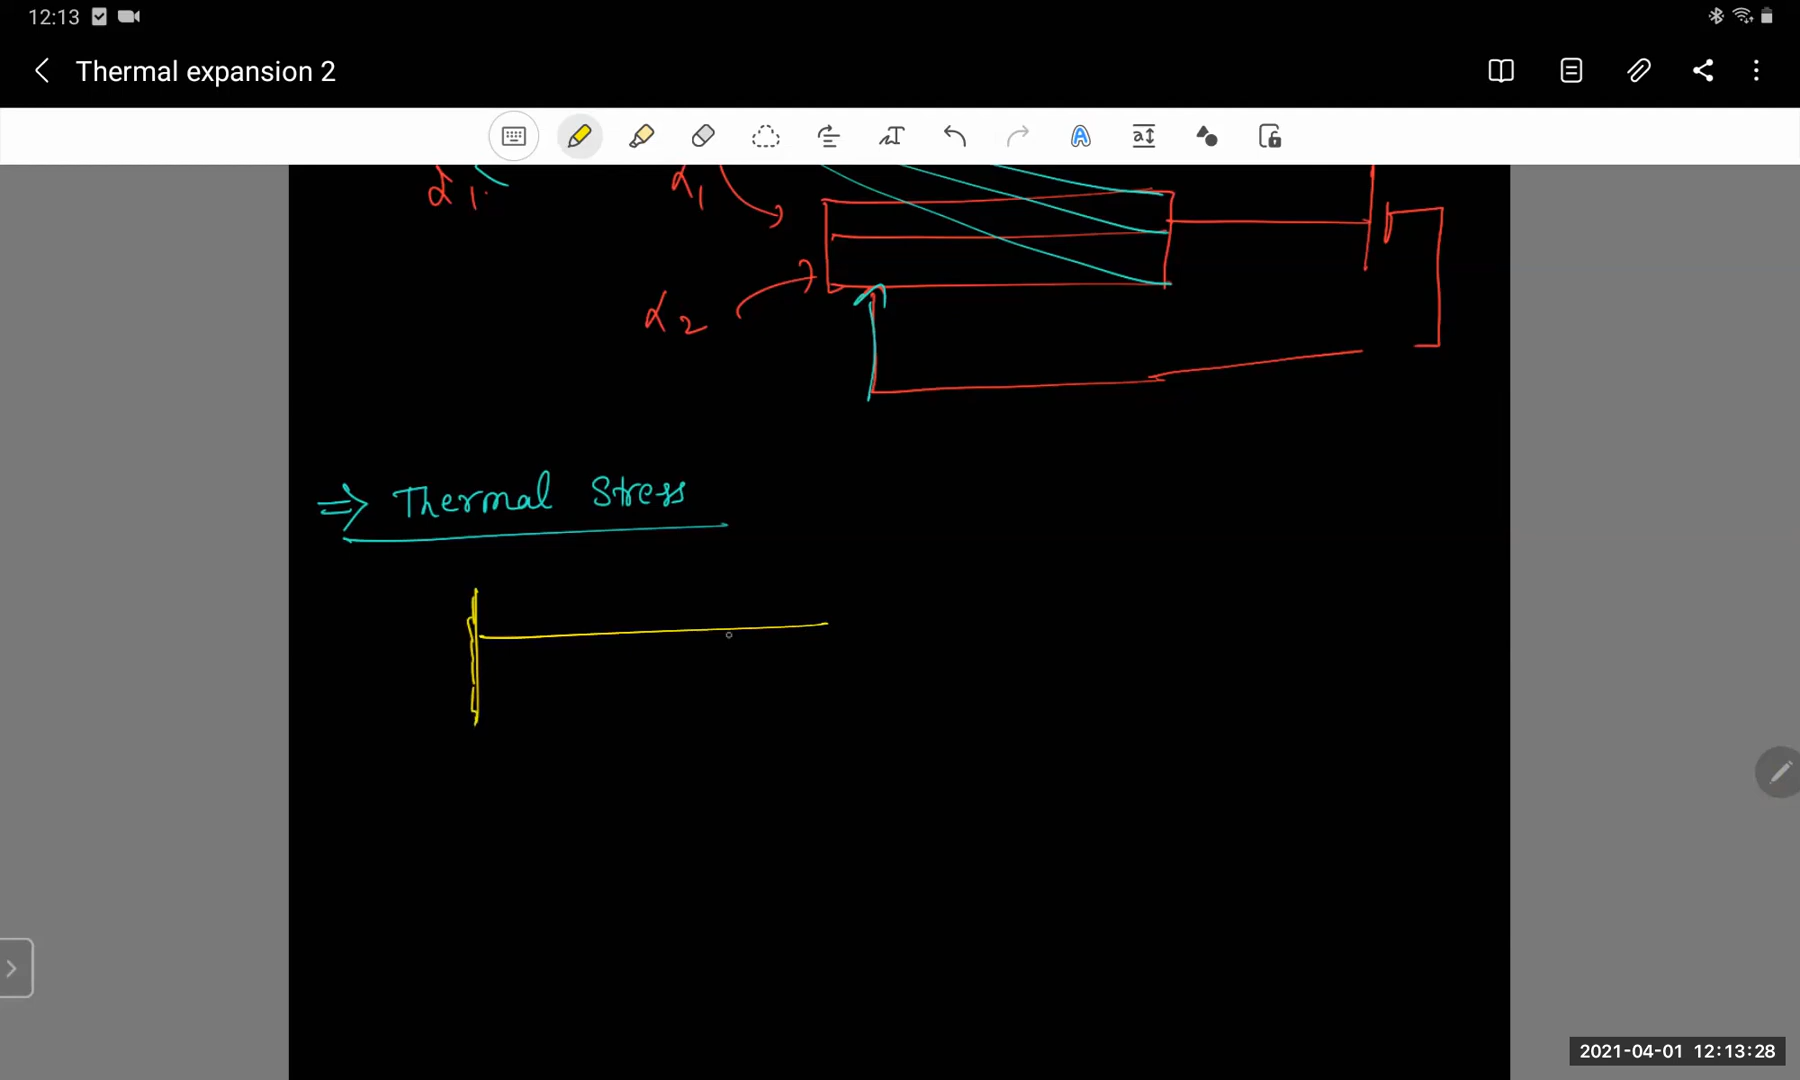 12:13
Thermal expansion 2
α1.
α1
α2
⇒ Thermal Stress
2021-04-01 12:13:28